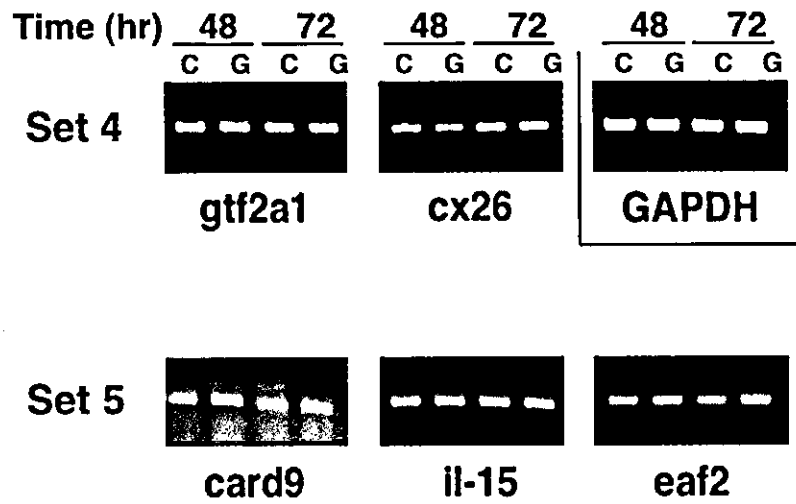 Time (hr) 48 72 48 72 48 72
C G C G C G C G C G C G
Set 4
gtf2a1 cx26 GAPDH
Set 5
card9 il-15 eaf2